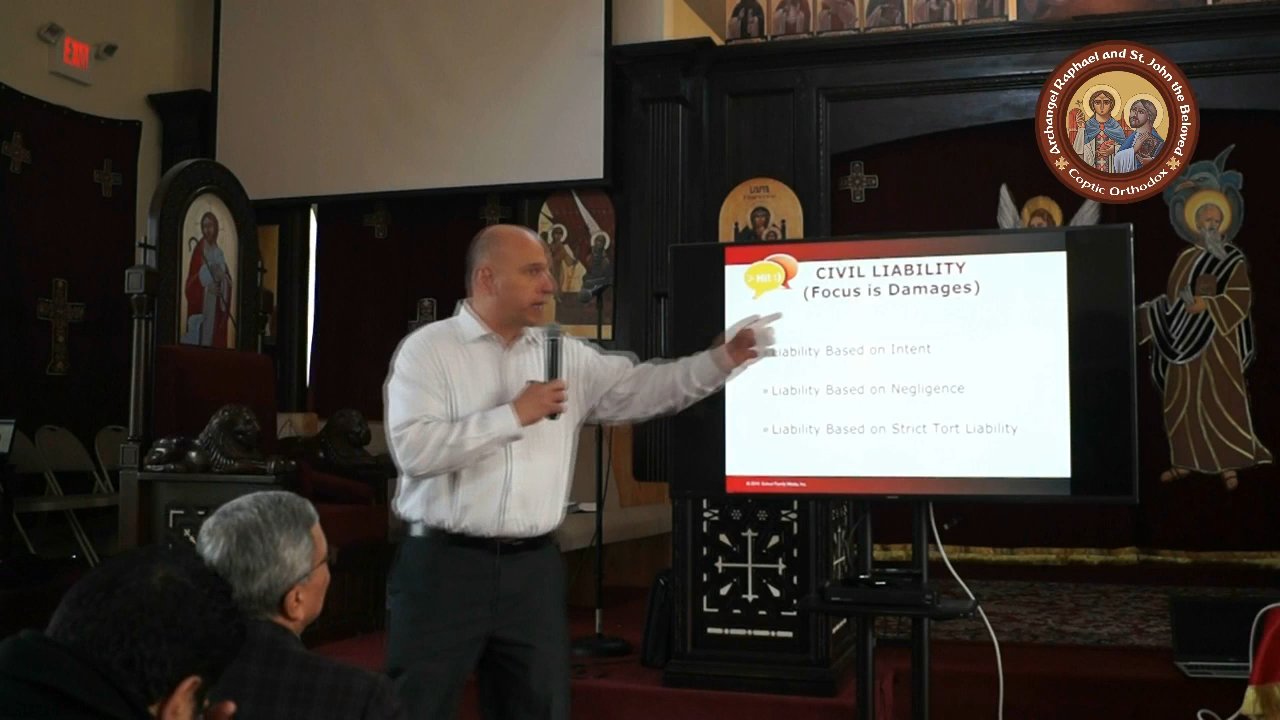 EXIT
Archangel Raphael and St. John the Beloved
Coptic Orthodox
CIVIL LIABILITY
(Focus is Damages)
Liability Based on Intent
Liability Based on Negligence
Liability Based on Strict Tort Liability